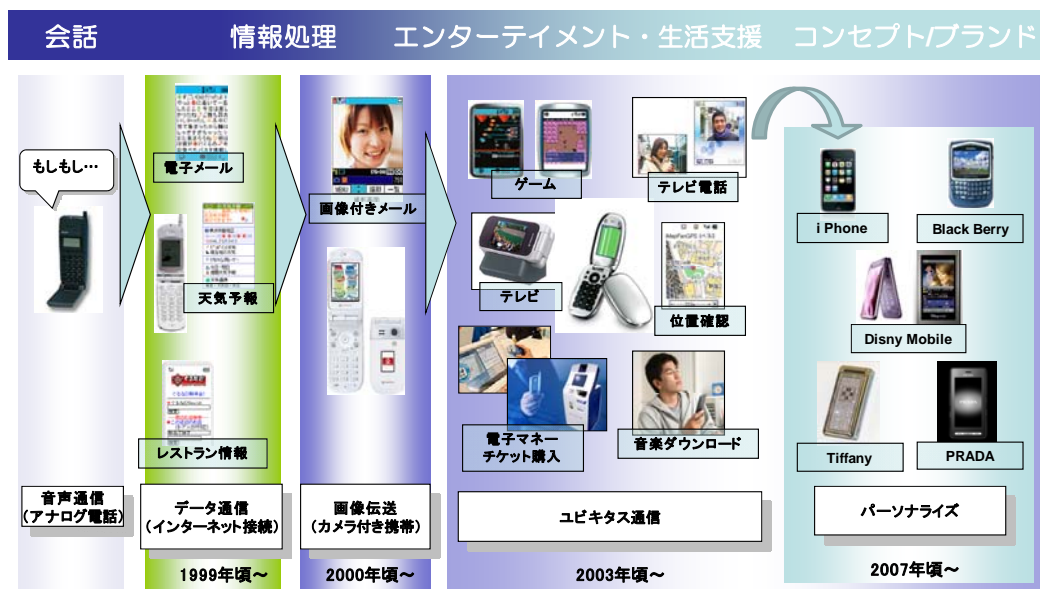 会話
情報処理
エンターテイメント・生活支援
コンセプト/ブランド
もしもし…
電子メール
天気予報
レストラン情報
画像付きメール
ゲーム
テレビ電話
テレビ
位置確認
電子マネー
チケット購入
音楽ダウンロード
i Phone
Black Berry
Disny Mobile
Tiffany
PRADA
音声通信
（アナログ電話）
データ通信
（インターネット接続）
画像伝送
（カメラ付き携帯）
ユビキタス通信
パーソナライズ
1999年頃～
2000年頃～
2003年頃～
2007年頃～